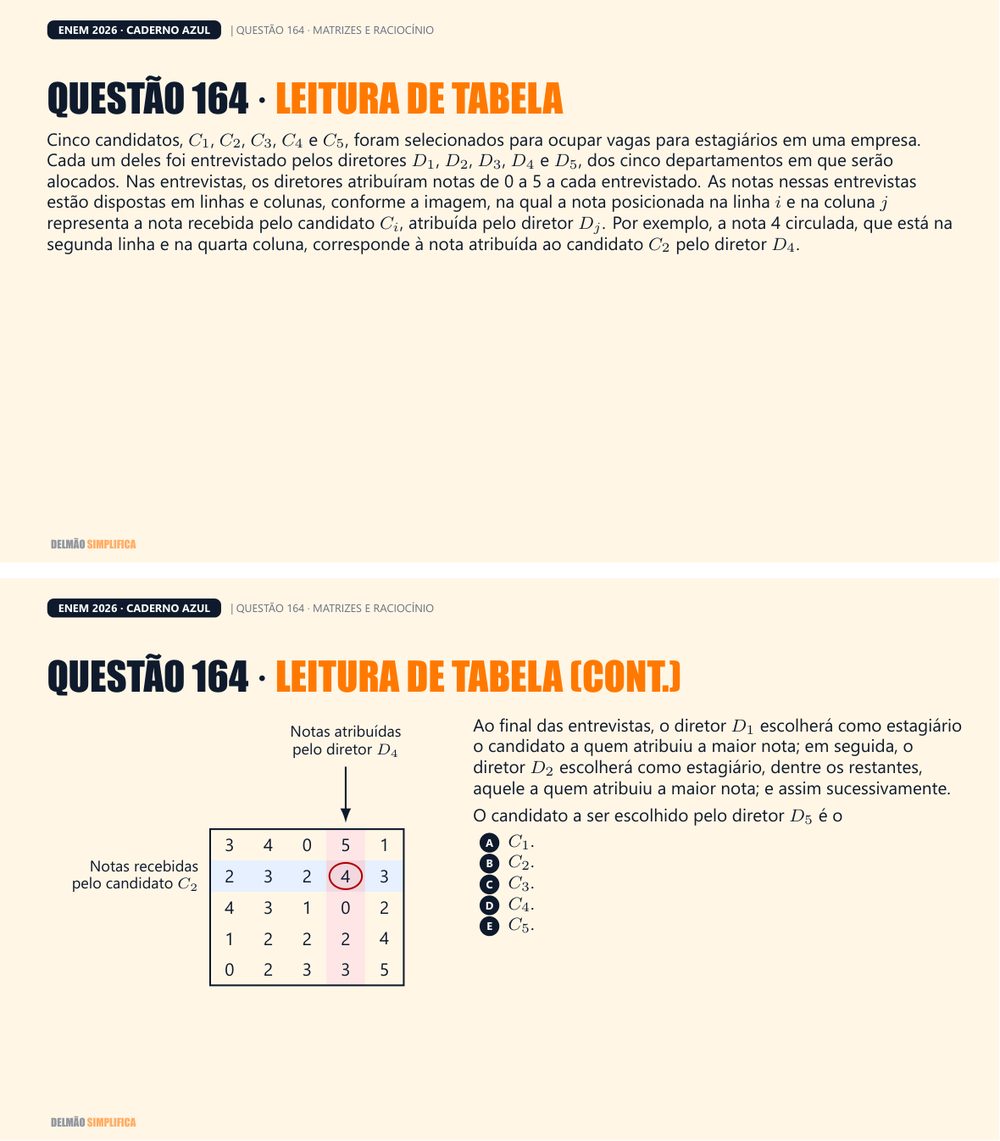 ENEM 2026 · CADERNO AZUL | QUESTÃO 164 · MATRIZES E RACIOCÍNIO
QUESTÃO 164 · LEITURA DE TABELA
Cinco candidatos, C₁, C₂, C₃, C₄ e C₅, foram selecionados para ocupar vagas para estagiários em uma empresa.
Cada um deles foi entrevistado pelos diretores D₁, D₂, D₃, D₄ e D₅, dos cinco departamentos em que serão
alocados. Nas entrevistas, os diretores atribuíram notas de 0 a 5 a cada entrevistado. As notas nessas entrevistas
estão dispostas em linhas e colunas, conforme a imagem, na qual a nota posicionada na linha i e na coluna j
representa a nota recebida pelo candidato Cᵢ, atribuída pelo diretor Dⱼ. Por exemplo, a nota 4 circulada, que está na
segunda linha e na quarta coluna, corresponde à nota atribuída ao candidato C₂ pelo diretor D₄.
DELMÃO SIMPLIFICA
ENEM 2026 · CADERNO AZUL | QUESTÃO 164 · MATRIZES E RACIOCÍNIO
QUESTÃO 164 · LEITURA DE TABELA (CONT.)
Notas atribuídas
pelo diretor D₄
Notas recebidas
pelo candidato C₂
3 4 0 5 1
2 3 2 4 3
4 3 1 0 2
1 2 2 2 4
0 2 3 3 5
Ao final das entrevistas, o diretor D₁ escolherá como estagiário
o candidato a quem atribuiu a maior nota; em seguida, o
diretor D₂ escolherá como estagiário, dentre os restantes,
aquele a quem atribuiu a maior nota; e assim sucessivamente.
O candidato a ser escolhido pelo diretor D₅ é o
A C₁.
B C₂.
C C₃.
D C₄.
E C₅.
DELMÃO SIMPLIFICA